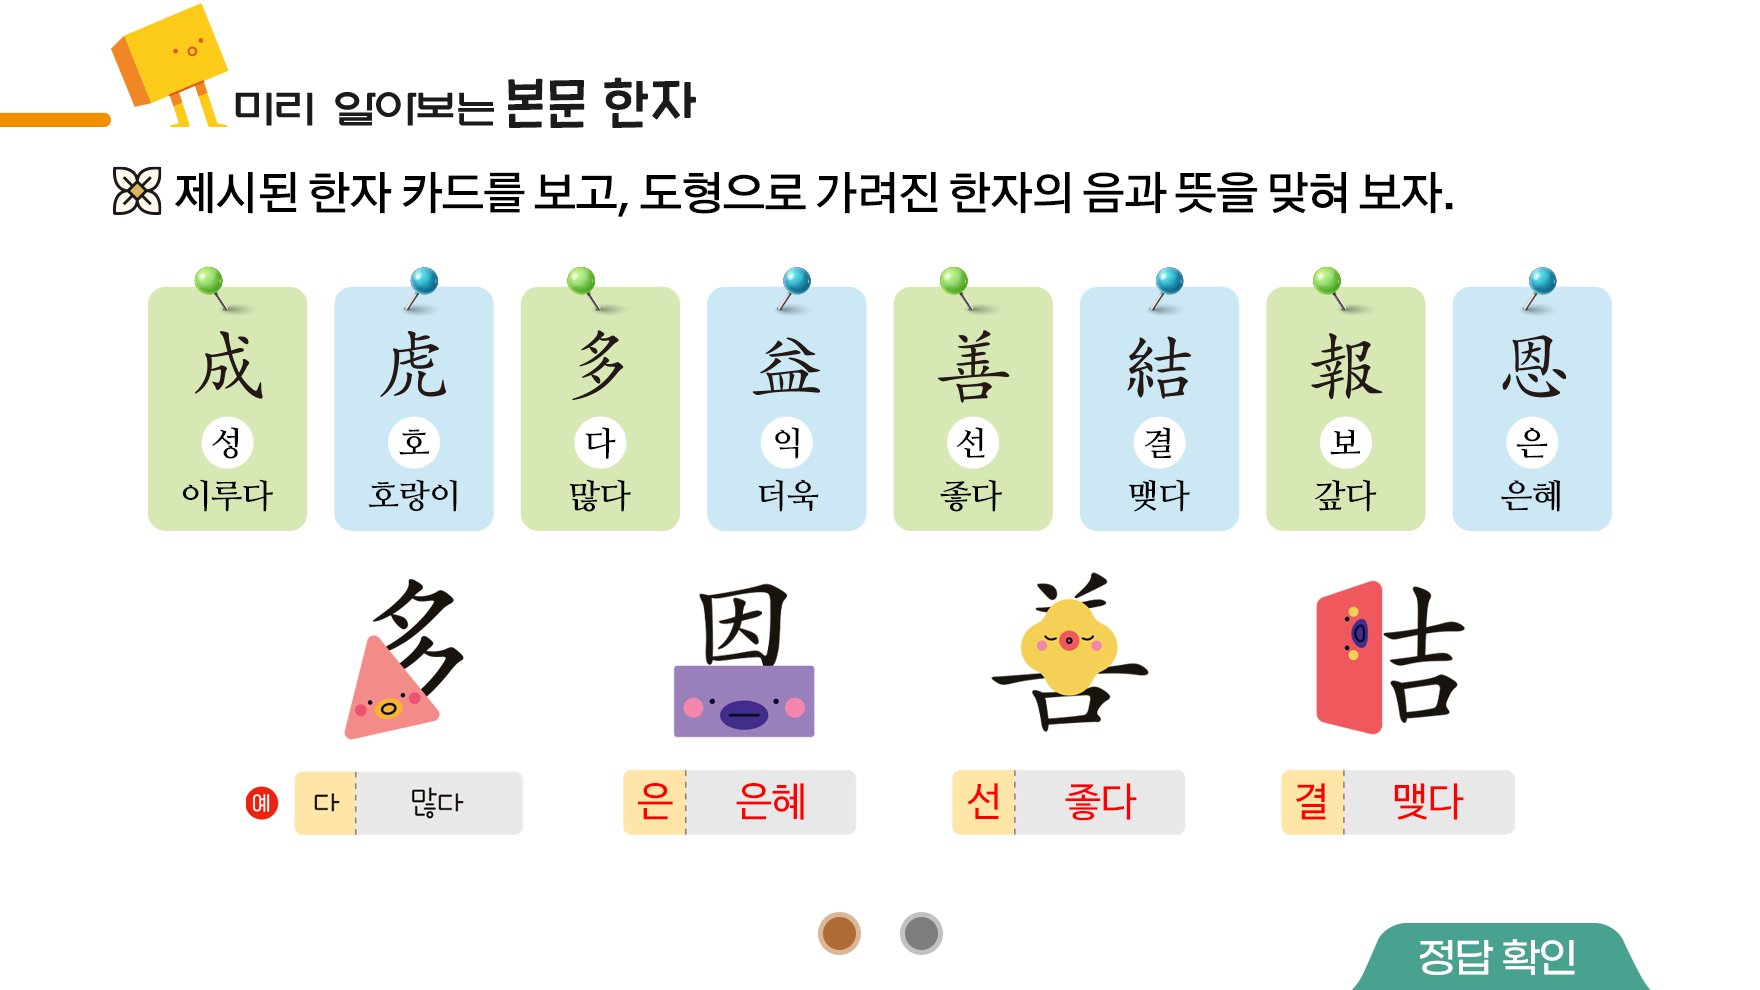 미리 알아보는 본문 한자
제시된 한자 카드를 보고, 도형으로 가려진 한자의 음과 뜻을 맞혀 보자.
成 虎 多 益 善 結 報 恩
성 호 다 익 선 결 보 은
이루다 호랑이 많다 더욱 좋다 맺다 갚다 은혜
多 因 善 吉
예 다 많다 은 은혜 선 좋다 결 맺다
정답 확인